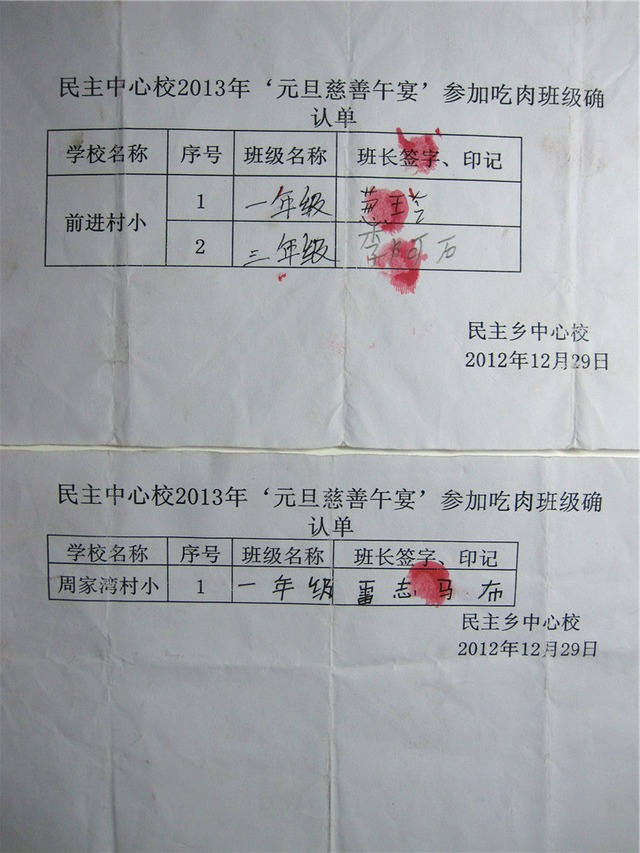 民主中心校2013年‘元旦慈善午宴’参加吃肉班级确
认单
学校名称 序号 班级名称 班长签字、印记
前进村小 1 一年级
2 三年级
民主乡中心校
2012年12月29日
民主中心校2013年‘元旦慈善午宴’参加吃肉班级确
认单
学校名称 序号 班级名称 班长签字、印记
周家湾村小 1 一年级 雷志马布
民主乡中心校
2012年12月29日